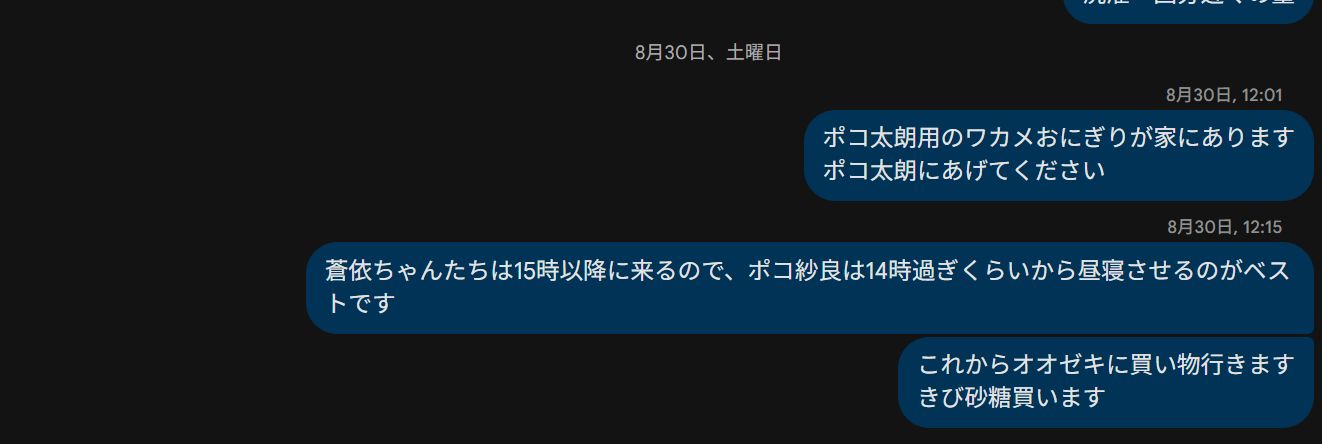 8月30日、土曜日
8月30日, 12:01
ポコ太朗用のワカメおにぎりが家にあります
ポコ太朗にあげてください
8月30日, 12:15
蒼依ちゃんたちは15時以降に来るので、ポコ紗良は14時過ぎくらいから昼寝させるのがベス
トです
これからオオゼキに買い物行きます
きび砂糖買います